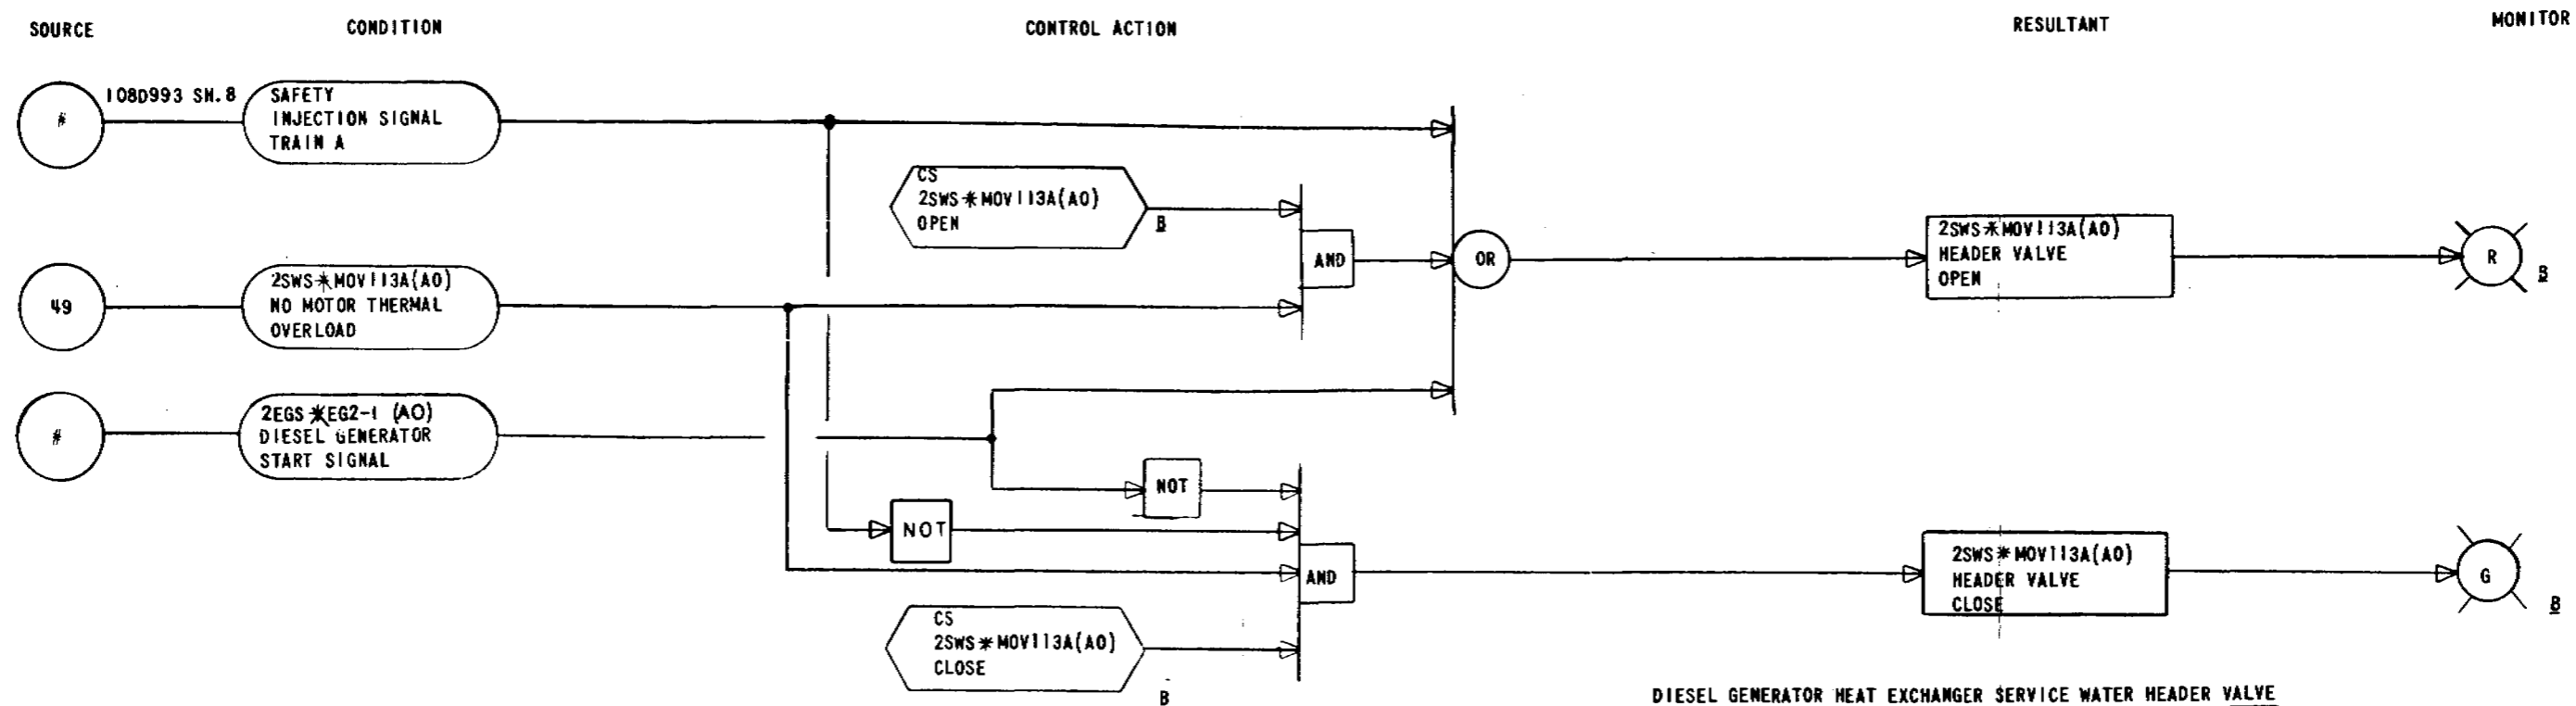 SOURCE
CONDITION
CONTROL ACTION
RESULTANT
MONITOR
#
108D993 SH.8
SAFETY
INJECTION SIGNAL
TRAIN A
CS
2SWS*MOV113A(AO)
OPEN
B
AND
OR
2SWS*MOV113A(AO)
HEADER VALVE
OPEN
R
B
49
2SWS*MOV113A(AO)
NO MOTOR THERMAL
OVERLOAD
#
2EGS*EG2-1 (AO)
DIESEL GENERATOR
START SIGNAL
NOT
NOT
AND
2SWS*MOV113A(AO)
HEADER VALVE
CLOSE
G
B
CS
2SWS*MOV113A(AO)
CLOSE
B
DIESEL GENERATOR HEAT EXCHANGER SERVICE WATER HEADER VALVE